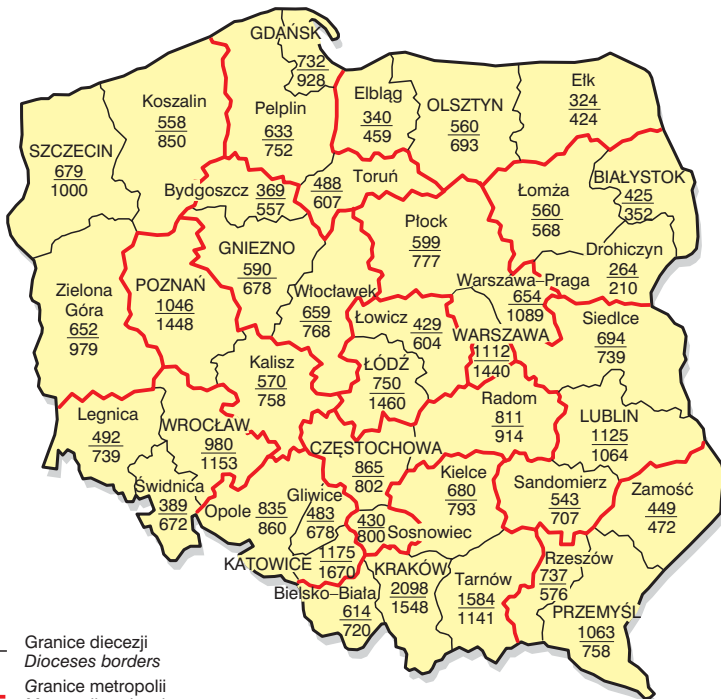 GDAŃSK
732
928
Koszalin
558
850
Pelplin
633
752
Elbląg
340
459
OLSZTYN
560
693
Ełk
324
424
SZCZECIN
679
1000
Bydgoszcz 369
557
488
607
Toruń
Łomża
560
568
BIAŁYSTOK
425
352
Płock
599
777
GNIEZNO
590
678
Drohiczyn
264
210
Zielona
Góra
652
979
POZNAŃ
1046
1448
Włocławek
659
768
Warszawa–Praga
654
1089
Łowicz 429
604
WARSZAWA
1112
1440
Siedlce
694
739
Kalisz
570
758
ŁÓDŹ
750
1460
Radom
811
914
LUBLIN
1125
1064
Legnica
492
739
WROCŁAW
980
1153
CZĘSTOCHOWA
865
802
Kielce
680
793
Sandomierz
543
707
Zamość
449
472
Świdnica
389
672
Opole 835
860
Gliwice
483
678
430
800
Sosnowiec
KATOWICE 1175
1670
KRAKÓW
2098
1548
Tarnów
1584
1141
Rzeszów
737
576
Bielsko–Biała
614
720
PRZEMYŚL
1063
758
Granice diecezji
Dioceses borders
Granice metropolii